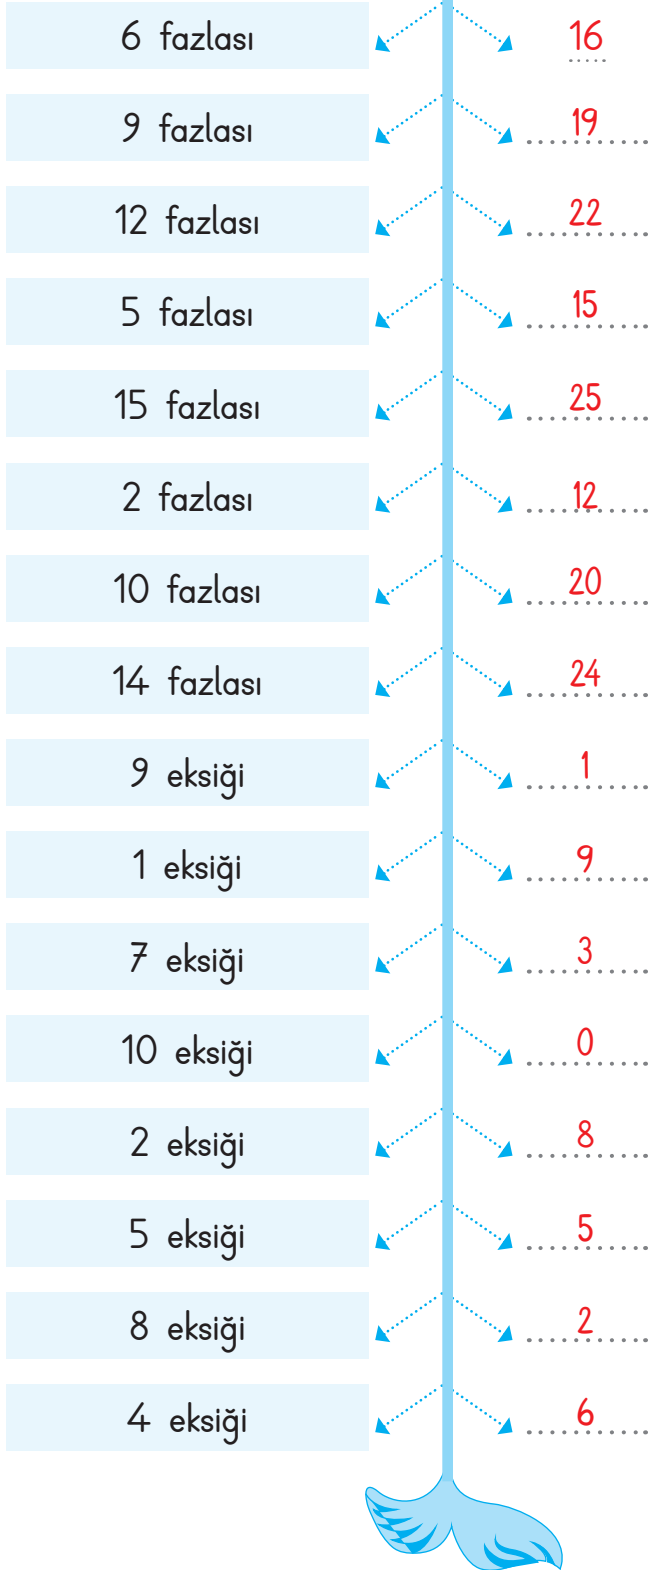 6 fazlası 16
9 fazlası 19
12 fazlası 22
5 fazlası 15
15 fazlası 25
2 fazlası 12
10 fazlası 20
14 fazlası 24
9 eksiği 1
1 eksiği 9
7 eksiği 3
10 eksiği 0
2 eksiği 8
5 eksiği 5
8 eksiği 2
4 eksiği 6